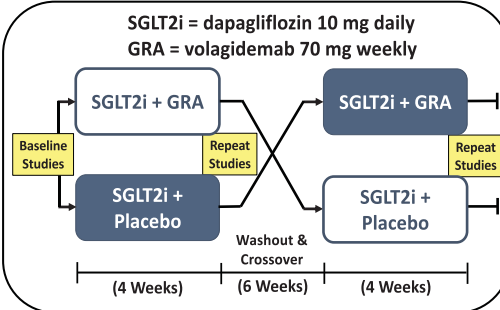 SGLT2i = dapagliflozin 10 mg daily
GRA = volagidemab 70 mg weekly
SGLT2i + GRA
SGLT2i + GRA
Baseline
Studies
Repeat
Studies
Repeat
Studies
SGLT2i +
Placebo
SGLT2i +
Placebo
Washout &
Crossover
(4 Weeks)
(6 Weeks)
(4 Weeks)